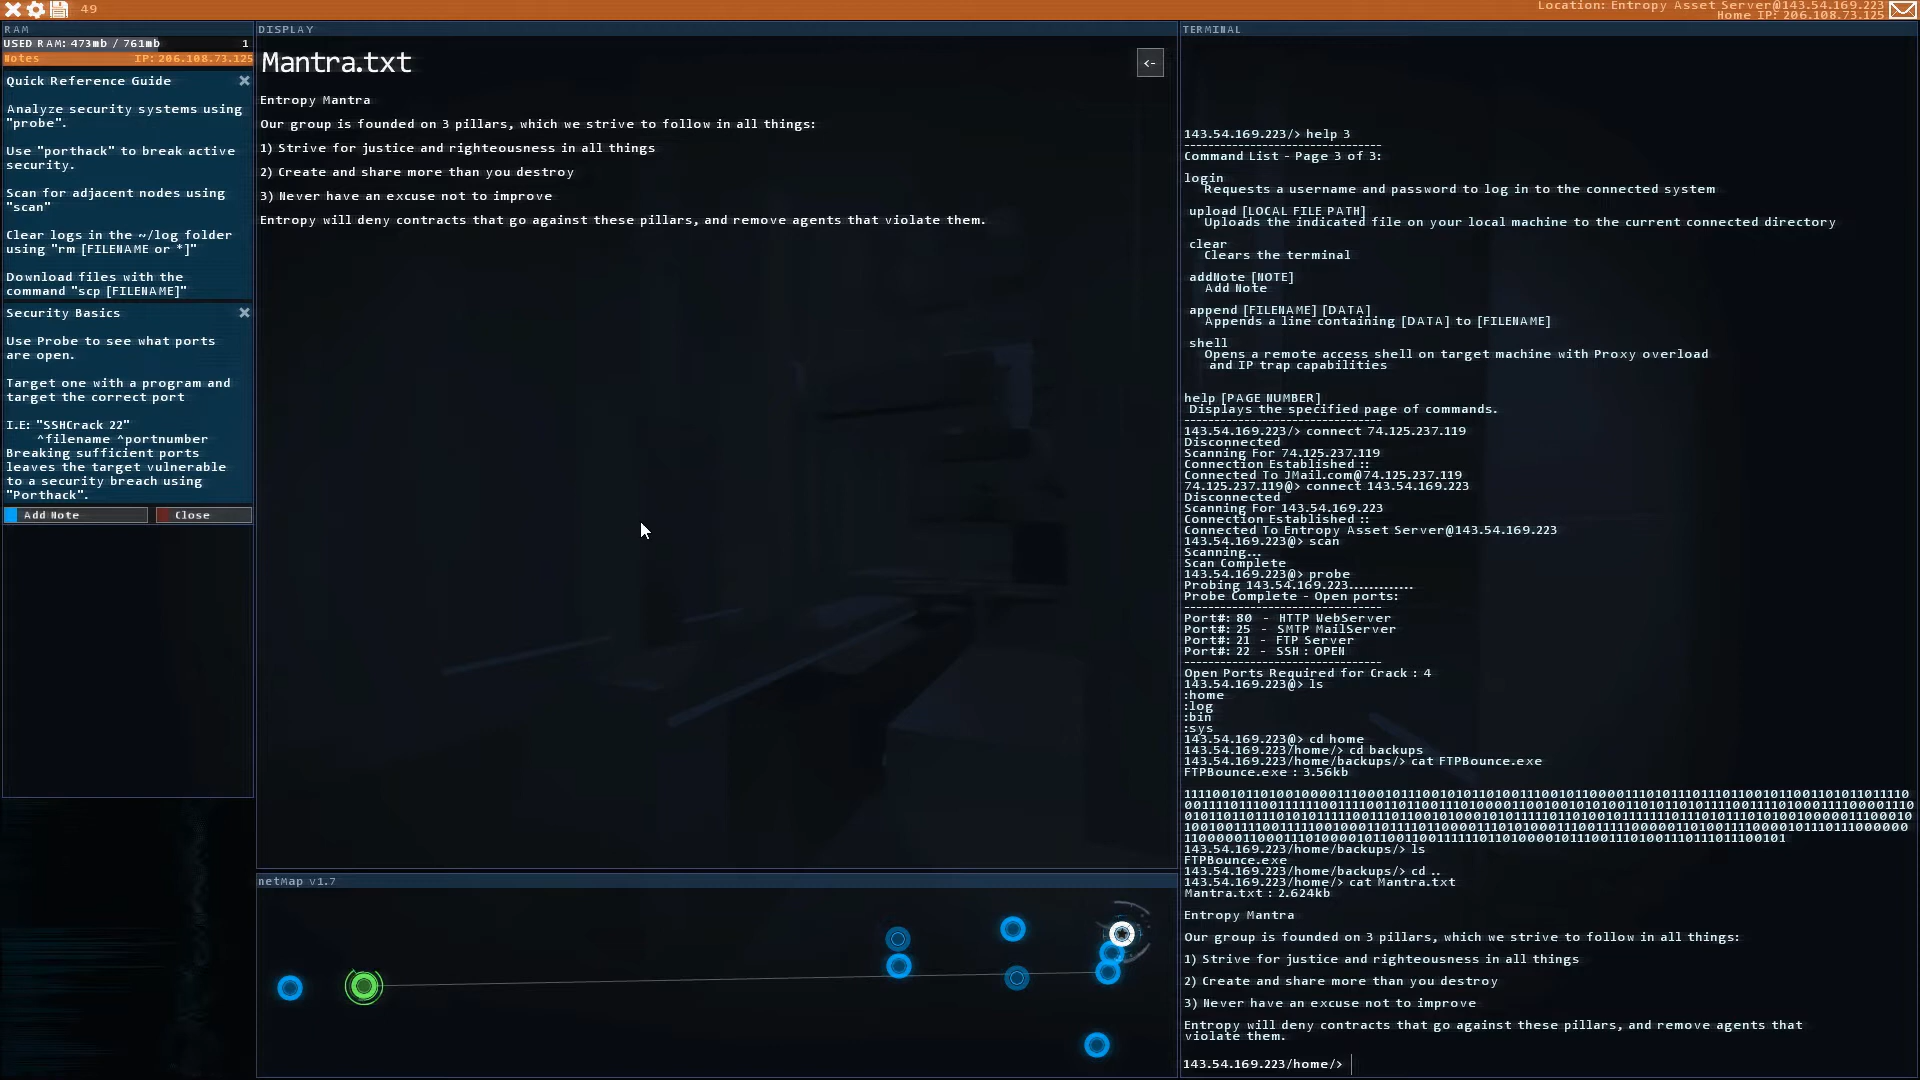 49
Location: Entropy Asset Server@143.54.169.223
Home IP: 206.108.73.125
RAM
USED RAM: 473mb / 761mb 1
Notes IP: 206.108.73.125
Quick Reference Guide
Analyze security systems using
"probe".
Use "porthack" to break active
security.
Scan for adjacent nodes using
"scan"
Clear logs in the ~/log folder
using "rm [FILENAME or *]"
Download files with the
command "scp [FILENAME]"
Security Basics
Use Probe to see what ports
are open.
Target one with a program and
target the correct port
I.E: "SSHCrack 22"
^filename ^portnumber
Breaking sufficient ports
leaves the target vulnerable
to a security breach using
"Porthack".
Add Note Close
DISPLAY
Mantra.txt
<-
Entropy Mantra
Our group is founded on 3 pillars, which we strive to follow in all things:
1) Strive for justice and righteousness in all things
2) Create and share more than you destroy
3) Never have an excuse not to improve
Entropy will deny contracts that go against these pillars, and remove agents that violate them.
netMap v1.7
TERMINAL
143.54.169.223/> help 3
---------------------------------
Command List - Page 3 of 3:
login
Requests a username and password to log in to the connected system
upload [LOCAL FILE PATH]
Uploads the indicated file on your local machine to the current connected directory
clear
Clears the terminal
addNote [NOTE]
Add Note
append [FILENAME] [DATA]
Appends a line containing [DATA] to [FILENAME]
shell
Opens a remote access shell on target machine with Proxy overload
and IP trap capabilities
help [PAGE NUMBER]
Displays the specified page of commands.
---------------------------------
143.54.169.223/> connect 74.125.237.119
Disconnected
Scanning For 74.125.237.119
Connection Established ::
Connected To JMail.com@74.125.237.119
74.125.237.119@> connect 143.54.169.223
Disconnected
Scanning For 143.54.169.223
Connection Established ::
Connected To Entropy Asset Server@143.54.169.223
143.54.169.223@> scan
Scanning...
Scan Complete
143.54.169.223@> probe
Probing 143.54.169.223.............
Probe Complete - Open ports:
---------------------------------
Port#: 80 - HTTP WebServer
Port#: 25 - SMTP MailServer
Port#: 21 - FTP Server
Port#: 22 - SSH : OPEN
---------------------------------
Open Ports Required for Crack : 4
143.54.169.223@> ls
:home
:log
:bin
:sys
143.54.169.223@> cd home
143.54.169.223/home/> cd backups
143.54.169.223/home/backups/> cat FTPBounce.exe
FTPBounce.exe : 3.56kb
143.54.169.223/home/backups/> ls
FTPBounce.exe
143.54.169.223/home/backups/> cd ..
143.54.169.223/home/> cat Mantra.txt
Mantra.txt : 2.624kb
Entropy Mantra
Our group is founded on 3 pillars, which we strive to follow in all things:
1) Strive for justice and righteousness in all things
2) Create and share more than you destroy
3) Never have an excuse not to improve
Entropy will deny contracts that go against these pillars, and remove agents that
violate them.
143.54.169.223/home/>